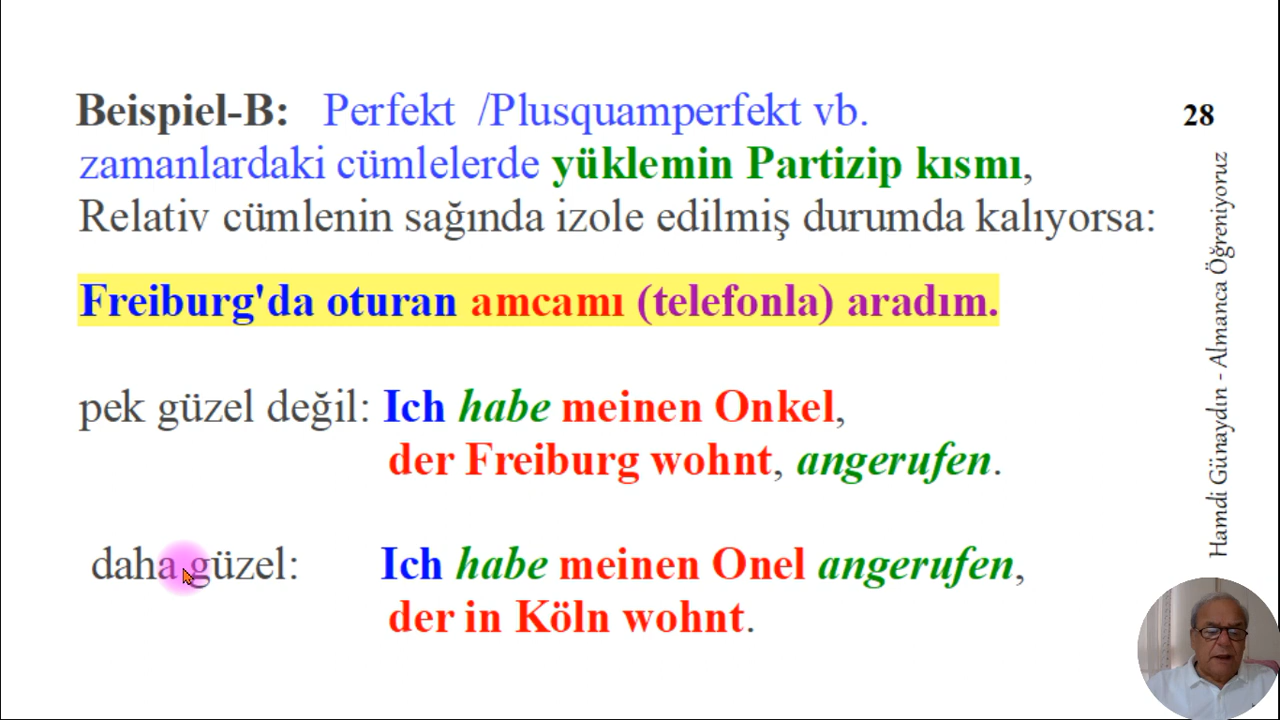 Beispiel-B: Perfekt /Plusquamperfekt vb.
28
zamanlardaki cümlelerde yüklemin Partizip kısmı,
Relativ cümlenin sağında izole edilmiş durumda kalıyorsa:
Freiburg'da oturan amcamı (telefonla) aradım.
pek güzel değil: Ich habe meinen Onkel,
der Freiburg wohnt, angerufen.
daha güzel: Ich habe meinen Onel angerufen,
der in Köln wohnt.
Hamdi Günaydın - Almanca Öğreniyoruz